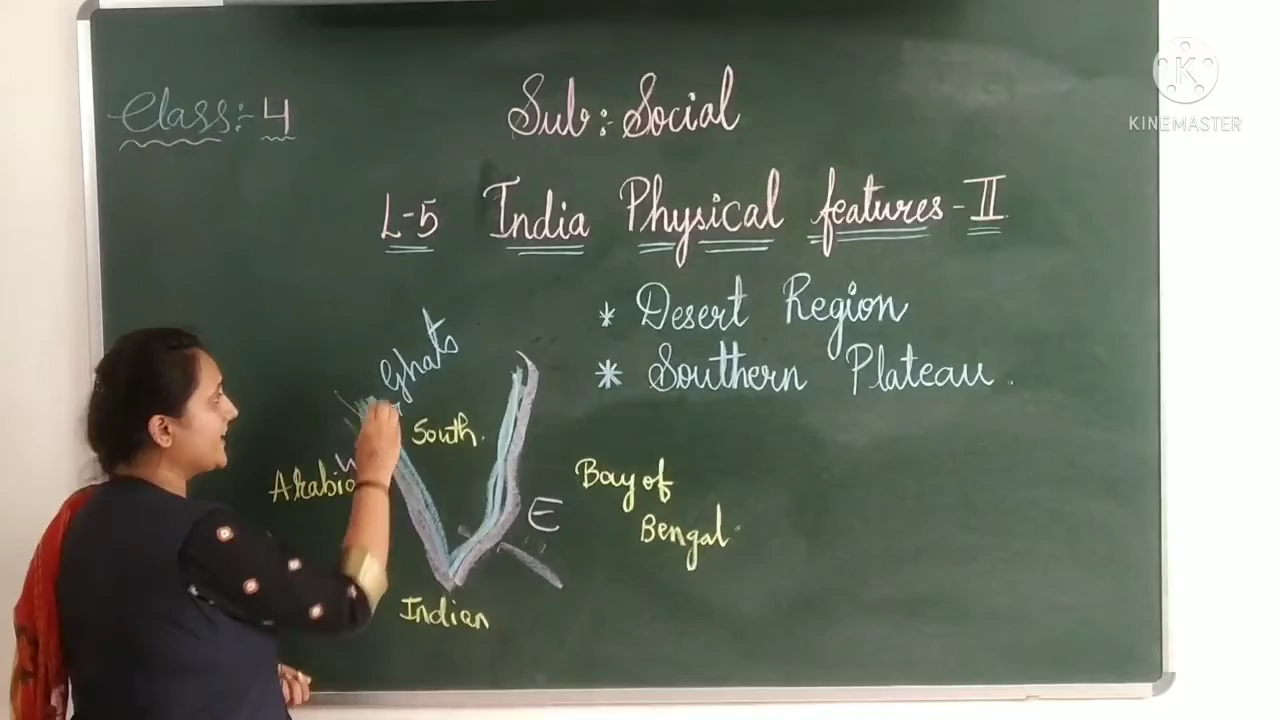 Class:- 4
Sub: Social
L-5 India Physical features - II
* Desert Region
* Southern Plateau.
Ghats
South.
W
Arabia
E
Bay of
Bengal
Indian
K
KINEMASTER